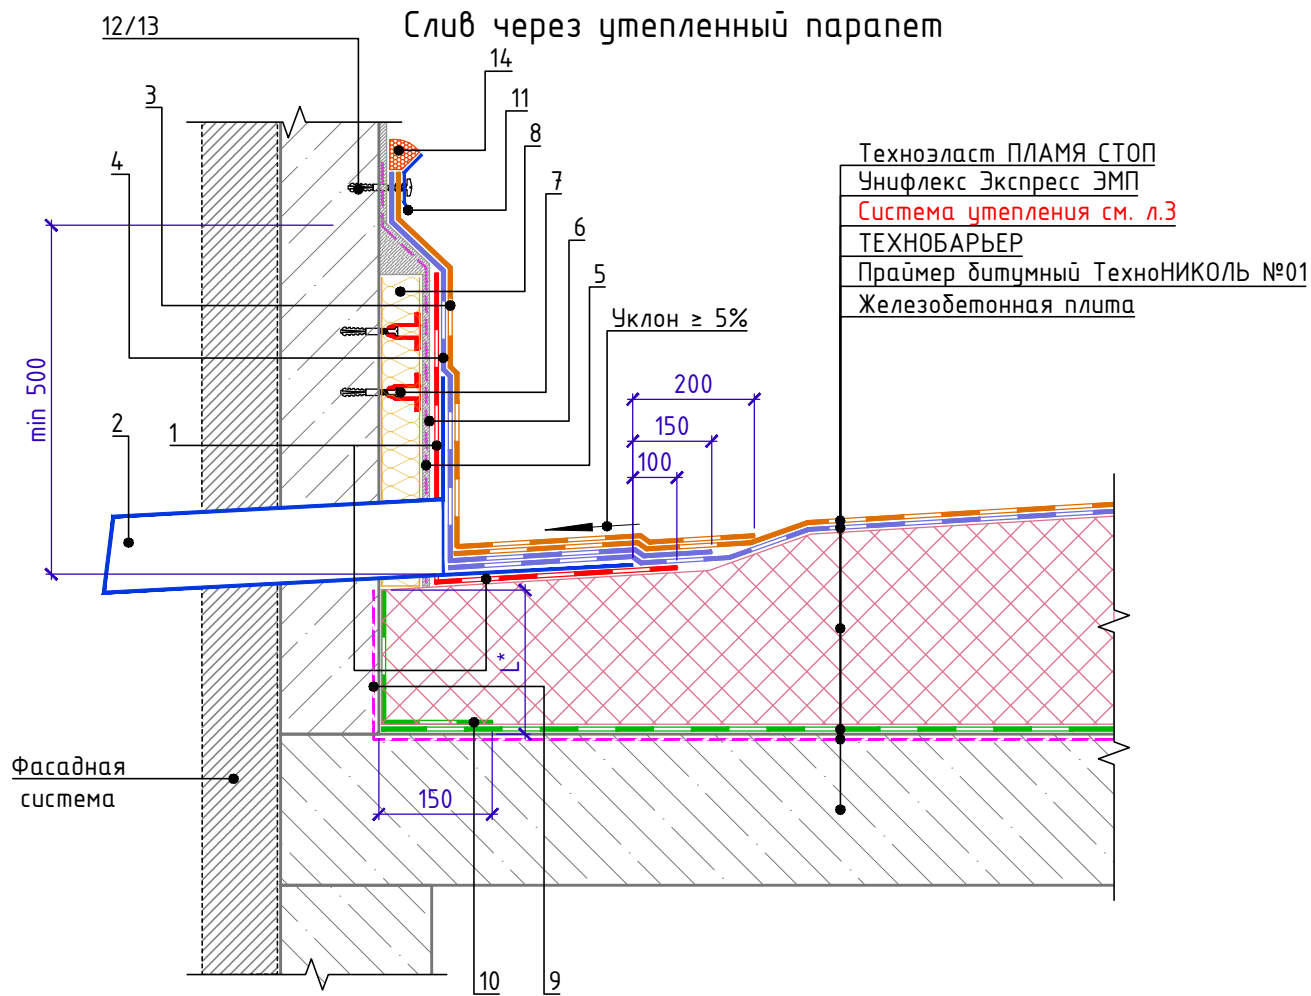 Слив через утепленный парапет
12/13
14
3
11
8
4
7
6
5
Техноэласт ПЛАМЯ СТОП
Унифлекс Экспресс ЭМП
Система утепления см. л.3
ТЕХНОБАРЬЕР
Праймер битумный ТехноНИКОЛЬ №01
Железобетонная плита
Уклон ≥ 5%
min 500
200
2
1
150
100
L*
Фасадная
система
150
10
9